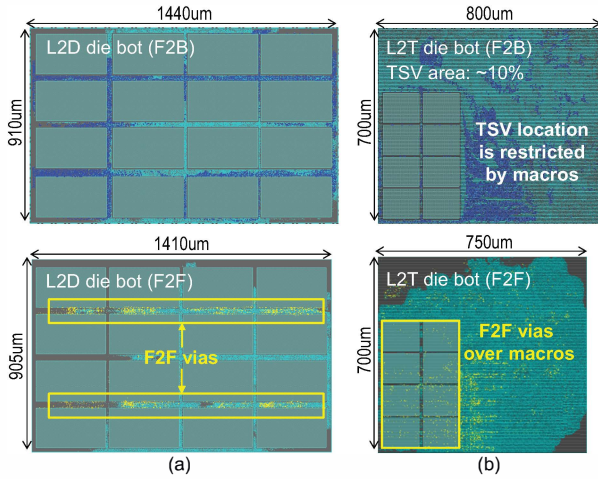 1440um
800um
L2D die bot (F2B)
L2T die bot (F2B)
TSV area: ~10%
910um
700um
TSV location
is restricted
by macros
1410um
750um
L2D die bot (F2F)
L2T die bot (F2F)
905um
700um
F2F vias
F2F vias
over macros
(a)
(b)